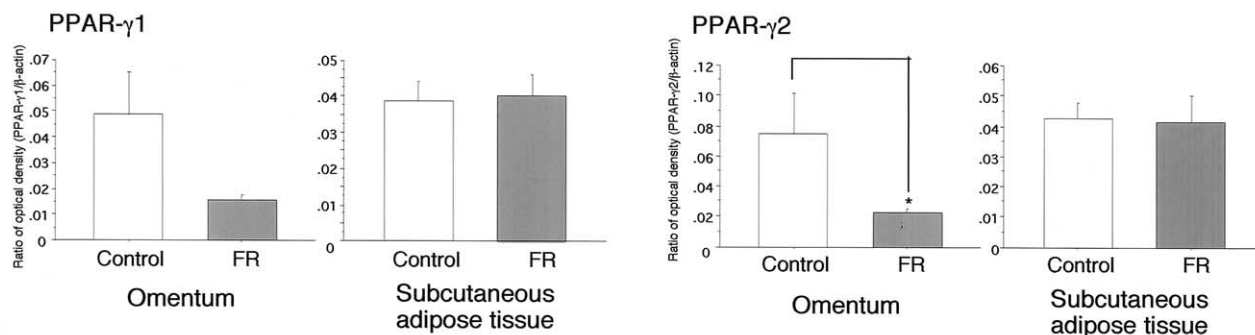 PPAR-γ1
Ratio of optical density (PPAR-γ1/β-actin)
.07
.06
.05
.04
.03
.02
.01
0
Control FR
Omentum
.05
.04
.03
.02
.01
0
Control FR
Subcutaneous
adipose tissue
PPAR-γ2
Ratio of optical density (PPAR-γ2/β-actin)
.12
.10
.08
.06
.04
.02
0
*
Control FR
Omentum
.06
.05
.04
.03
.02
.01
0
Control FR
Subcutaneous
adipose tissue